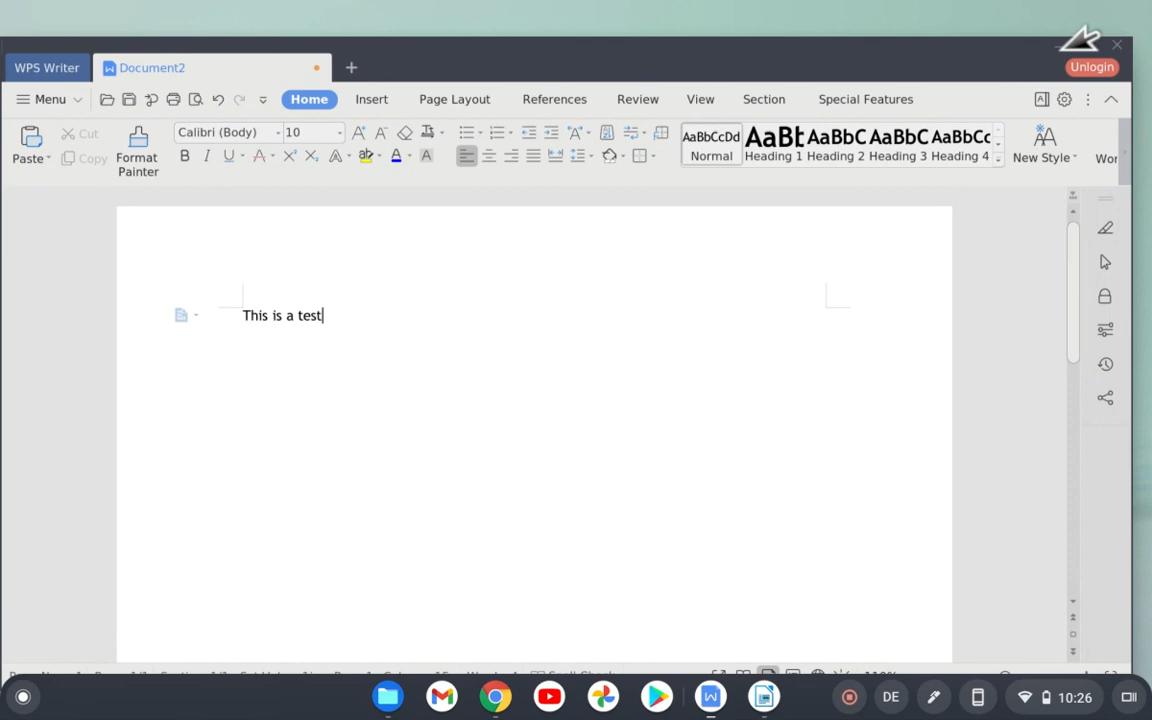 WPS Writer
Document2
Unlogin
Menu
Home
Insert
Page Layout
References
Review
View
Section
Special Features
Paste
Cut
Copy
Format Painter
Calibri (Body)
10
AaBbCcDd
Normal
AaBb
Heading 1
AaBbC
Heading 2
AaBbC
Heading 3
AaBbCc
Heading 4
New Style
Wor
This is a test
DE
10:26